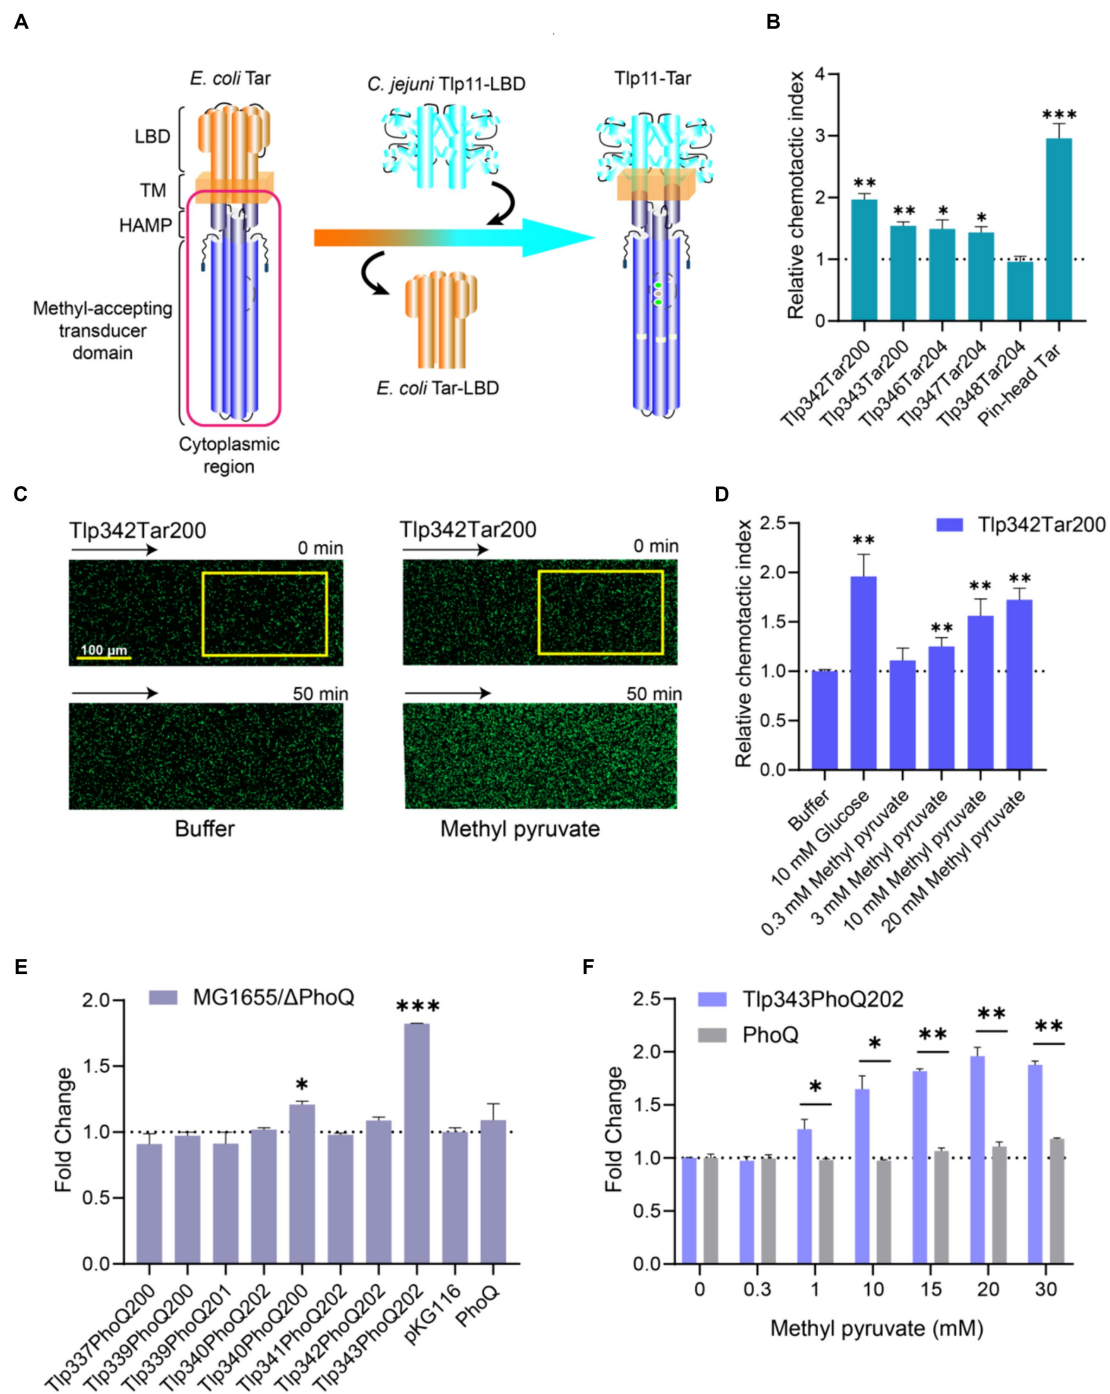 A
E. coli Tar
C. jejuni Tlp11-LBD
Tlp11-Tar
LBD
TM
HAMP
Methyl-accepting
transducer
domain
Cytoplasmic
region
E. coli Tar-LBD
B
Relative chemotactic index
4
3
2
1
0
**
**
*
*
***
Tlp342Tar200
Tlp343Tar200
Tlp346Tar204
Tlp347Tar204
Tlp348Tar204
Pin-head Tar
C
Tlp342Tar200
0 min
100 μm
50 min
Buffer
Tlp342Tar200
0 min
50 min
Methyl pyruvate
D
Tlp342Tar200
Relative chemotactic index
2.5
2.0
1.5
1.0
0.5
0.0
**
**
**
**
Buffer
10 mM Glucose
0.3 mM Methyl pyruvate
3 mM Methyl pyruvate
10 mM Methyl pyruvate
20 mM Methyl pyruvate
E
MG1655/ΔPhoQ
Fold Change
2.0
1.5
1.0
0.5
0.0
*
***
Tlp337PhoQ200
Tlp339PhoQ200
Tlp339PhoQ201
Tlp340PhoQ202
Tlp340PhoQ200
Tlp341PhoQ202
Tlp342PhoQ202
Tlp343PhoQ202
pKG116
PhoQ
F
Tlp343PhoQ202
PhoQ
Fold Change
2.5
2.0
1.5
1.0
0.5
0.0
*
*
**
**
**
0 0.3 1 10 15 20 30
Methyl pyruvate (mM)